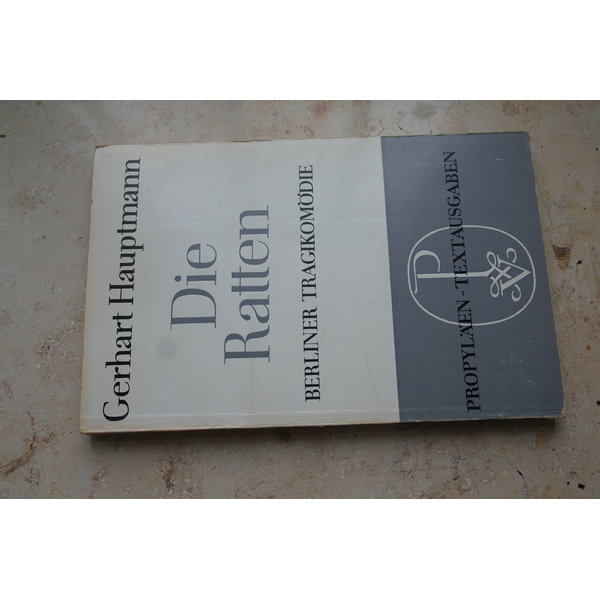 Gerhart Hauptmann
Die
Ratten
BERLINER TRAGIKOMÖDIE
PROPYLÄEN-TEXTAUSGABEN